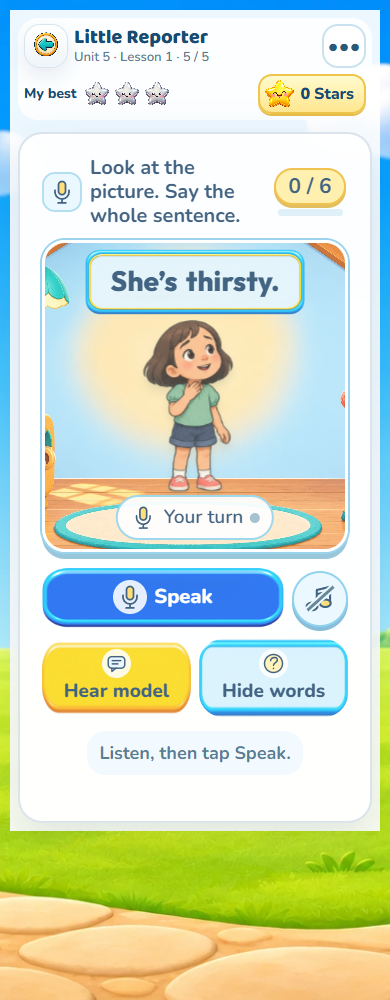 Little Reporter
Unit 5 · Lesson 1 · 5 / 5
My best
0 Stars
Look at the
picture. Say the
whole sentence.
0 / 6
She's thirsty.
Your turn
Speak
Hear model
Hide words
Listen, then tap Speak.